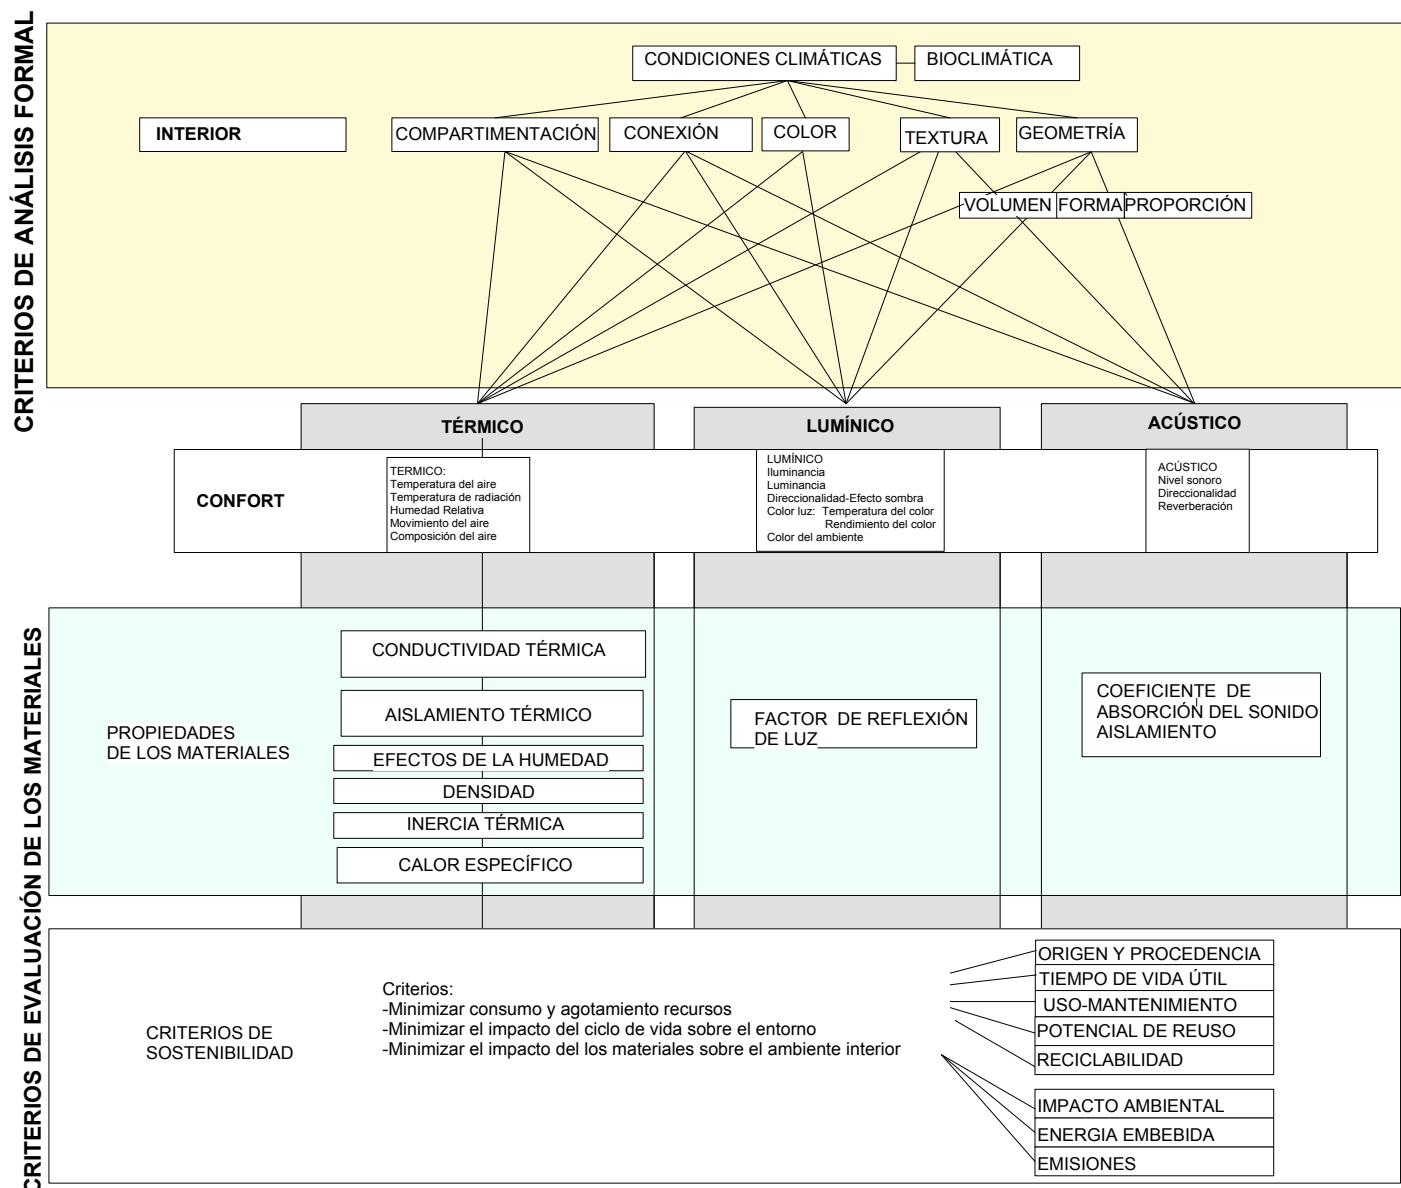 CRITERIOS DE ANÁLISIS FORMAL
CONDICIONES CLIMÁTICAS
BIOCLIMÁTICA
INTERIOR
COMPARTIMENTACIÓN
CONEXIÓN
COLOR
TEXTURA
GEOMETRÍA
VOLUMEN
FORMA
PROPORCIÓN
TÉRMICO
LUMÍNICO
ACÚSTICO
CONFORT
TERMICO:
Temperatura del aire
Temperatura de radiación
Humedad Relativa
Movimiento del aire
Composición del aire
LUMÍNICO
Iluminancia
Luminancia
Direccionalidad-Efecto sombra
Color luz: Temperatura del color
Rendimiento del color
Color del ambiente
ACÚSTICO
Nivel sonoro
Direccionalidad
Reverberación
CRITERIOS DE EVALUACIÓN DE LOS MATERIALES
PROPIEDADES
DE LOS MATERIALES
CONDUCTIVIDAD TÉRMICA
AISLAMIENTO TÉRMICO
EFECTOS DE LA HUMEDAD
DENSIDAD
INERCIA TÉRMICA
CALOR ESPECÍFICO
FACTOR DE REFLEXIÓN
DE LUZ
COEFICIENTE DE
ABSORCIÓN DEL SONIDO
AISLAMIENTO
CRITERIOS DE
SOSTENIBILIDAD
Criterios:
-Minimizar consumo y agotamiento recursos
-Minimizar el impacto del ciclo de vida sobre el entorno
-Minimizar el impacto del los materiales sobre el ambiente interior
ORIGEN Y PROCEDENCIA
TIEMPO DE VIDA ÚTIL
USO-MANTENIMIENTO
POTENCIAL DE REUSO
RECICLABILIDAD
IMPACTO AMBIENTAL
ENERGIA EMBEBIDA
EMISIONES